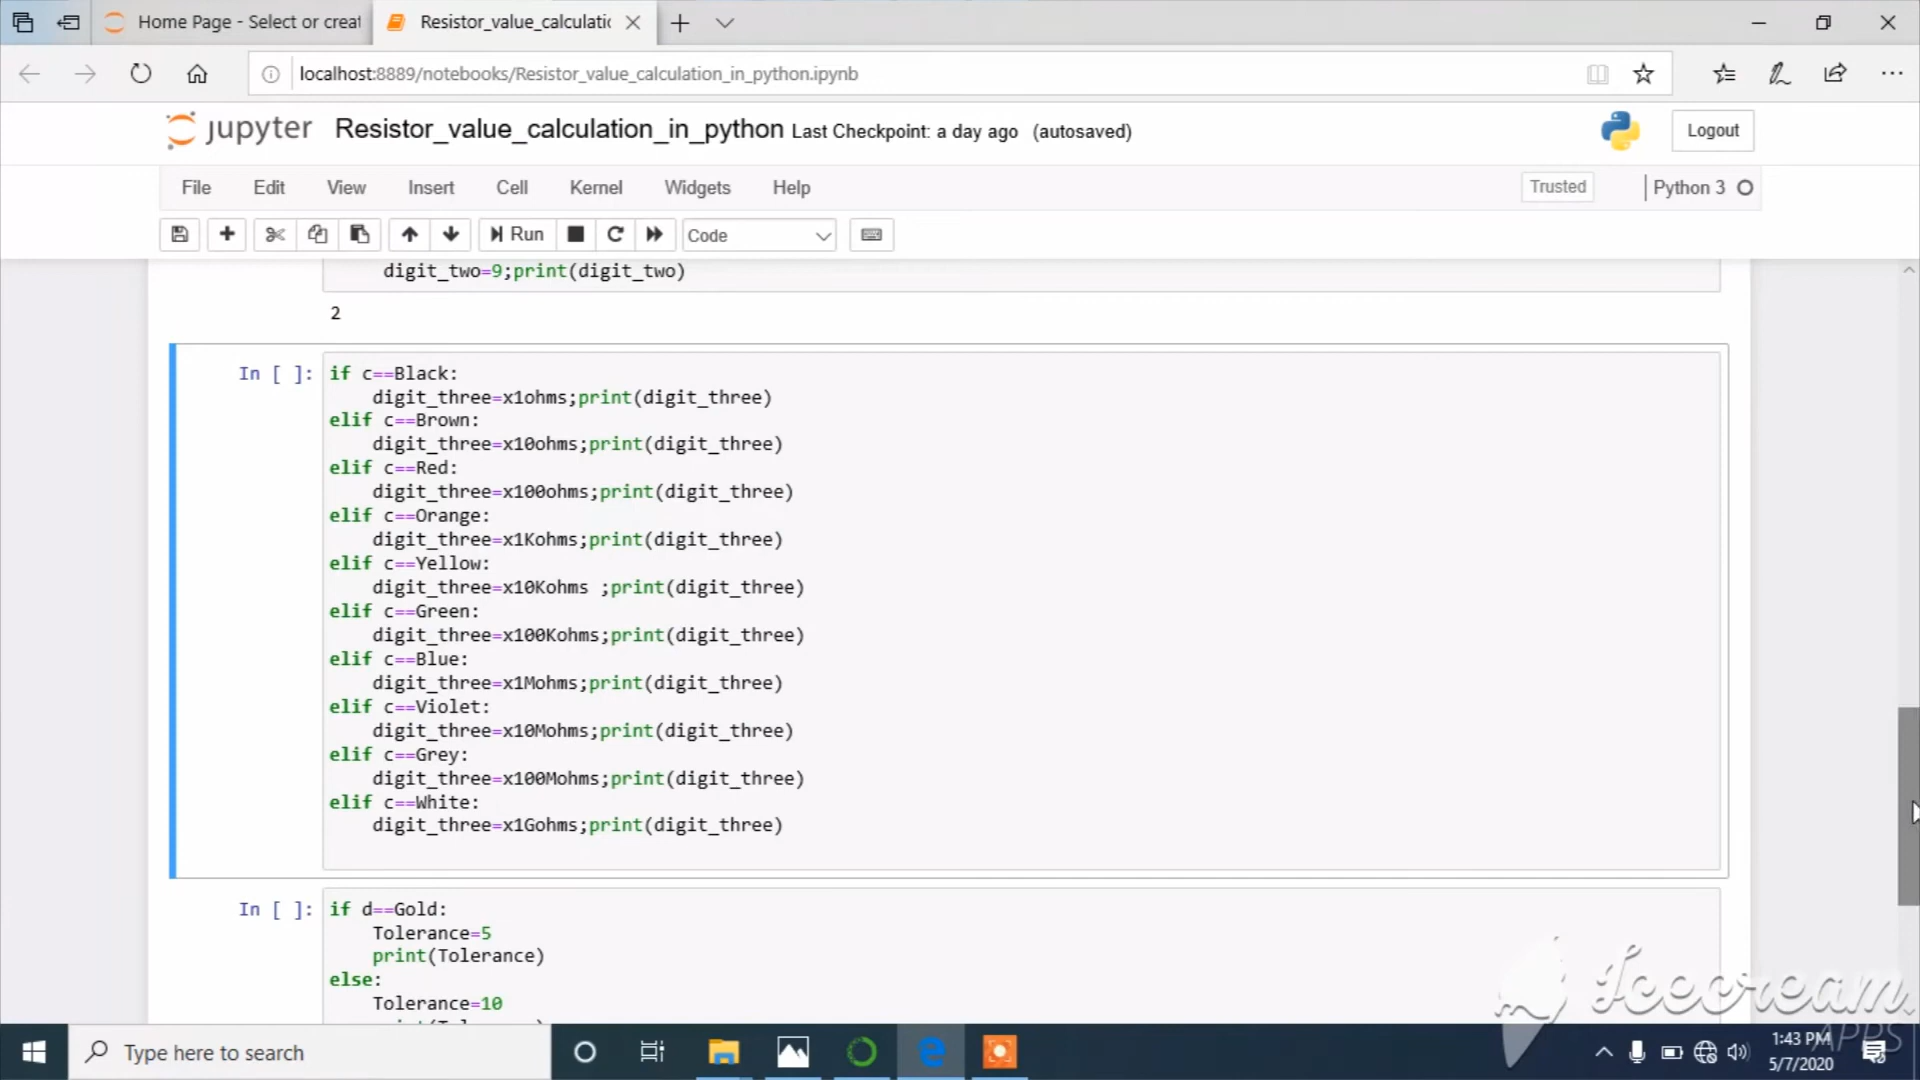 Home Page - Select or creat
Resistor_value_calculatic
localhost:8889/notebooks/Resistor_value_calculation_in_python.ipynb
jupyter Resistor_value_calculation_in_python Last Checkpoint: a day ago (autosaved)
Logout
File Edit View Insert Cell Kernel Widgets Help
Trusted
Python 3
Run
Code
digit_two=9;print(digit_two)
2
In [ ]:
if c==Black:
digit_three=x1ohms;print(digit_three)
elif c==Brown:
digit_three=x10ohms;print(digit_three)
elif c==Red:
digit_three=x100ohms;print(digit_three)
elif c==Orange:
digit_three=x1Kohms;print(digit_three)
elif c==Yellow:
digit_three=x10Kohms ;print(digit_three)
elif c==Green:
digit_three=x100Kohms;print(digit_three)
elif c==Blue:
digit_three=x1Mohms;print(digit_three)
elif c==Violet:
digit_three=x10Mohms;print(digit_three)
elif c==Grey:
digit_three=x100Mohms;print(digit_three)
elif c==White:
digit_three=x1Gohms;print(digit_three)
In [ ]:
if d==Gold:
Tolerance=5
print(Tolerance)
else:
Tolerance=10
Icecream
APPS
Type here to search
1:43 PM
5/7/2020